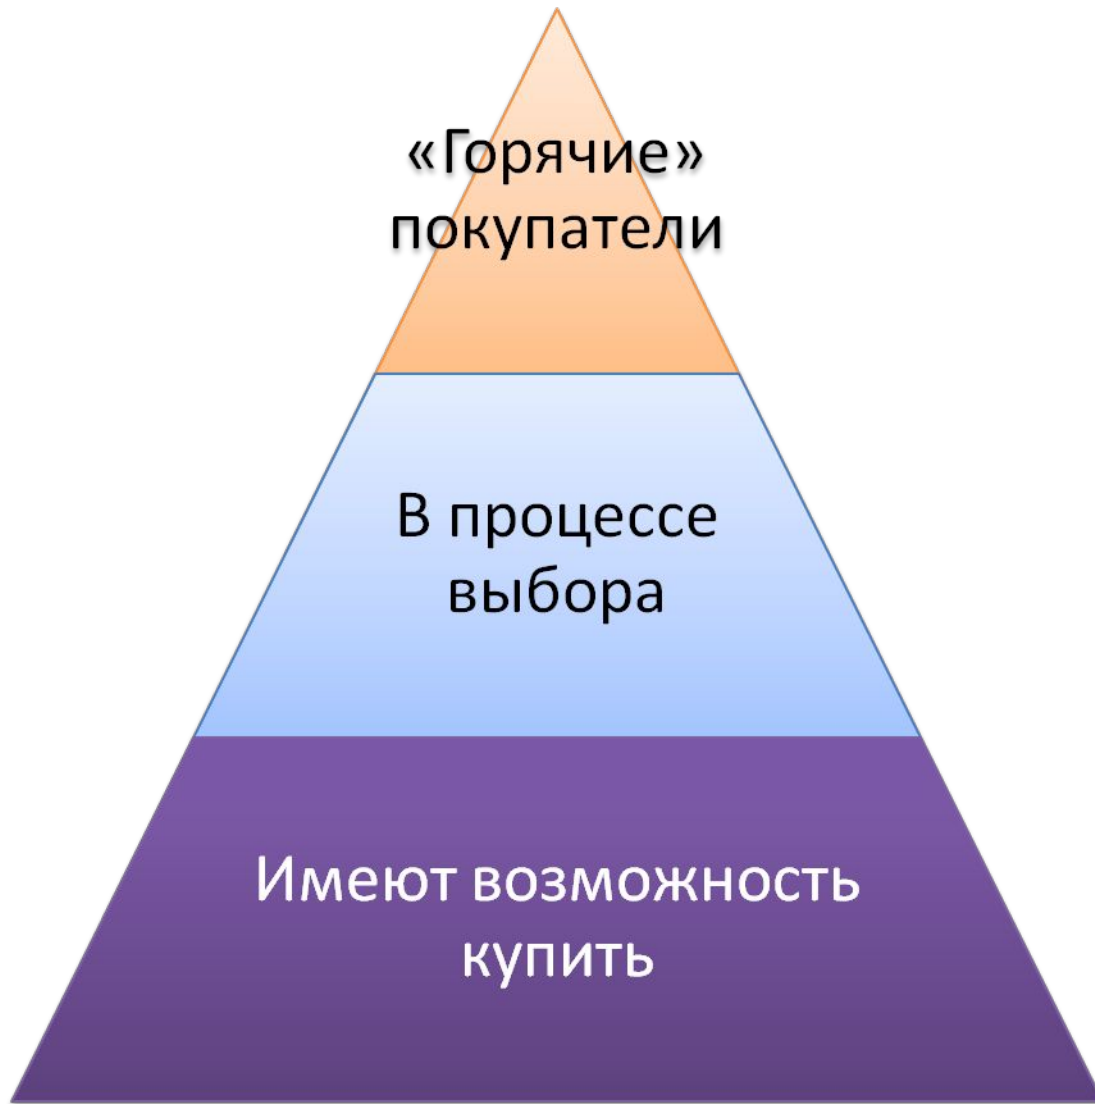 «Горячие»
покупатели
В процессе
выбора
Имеют возможность
купить